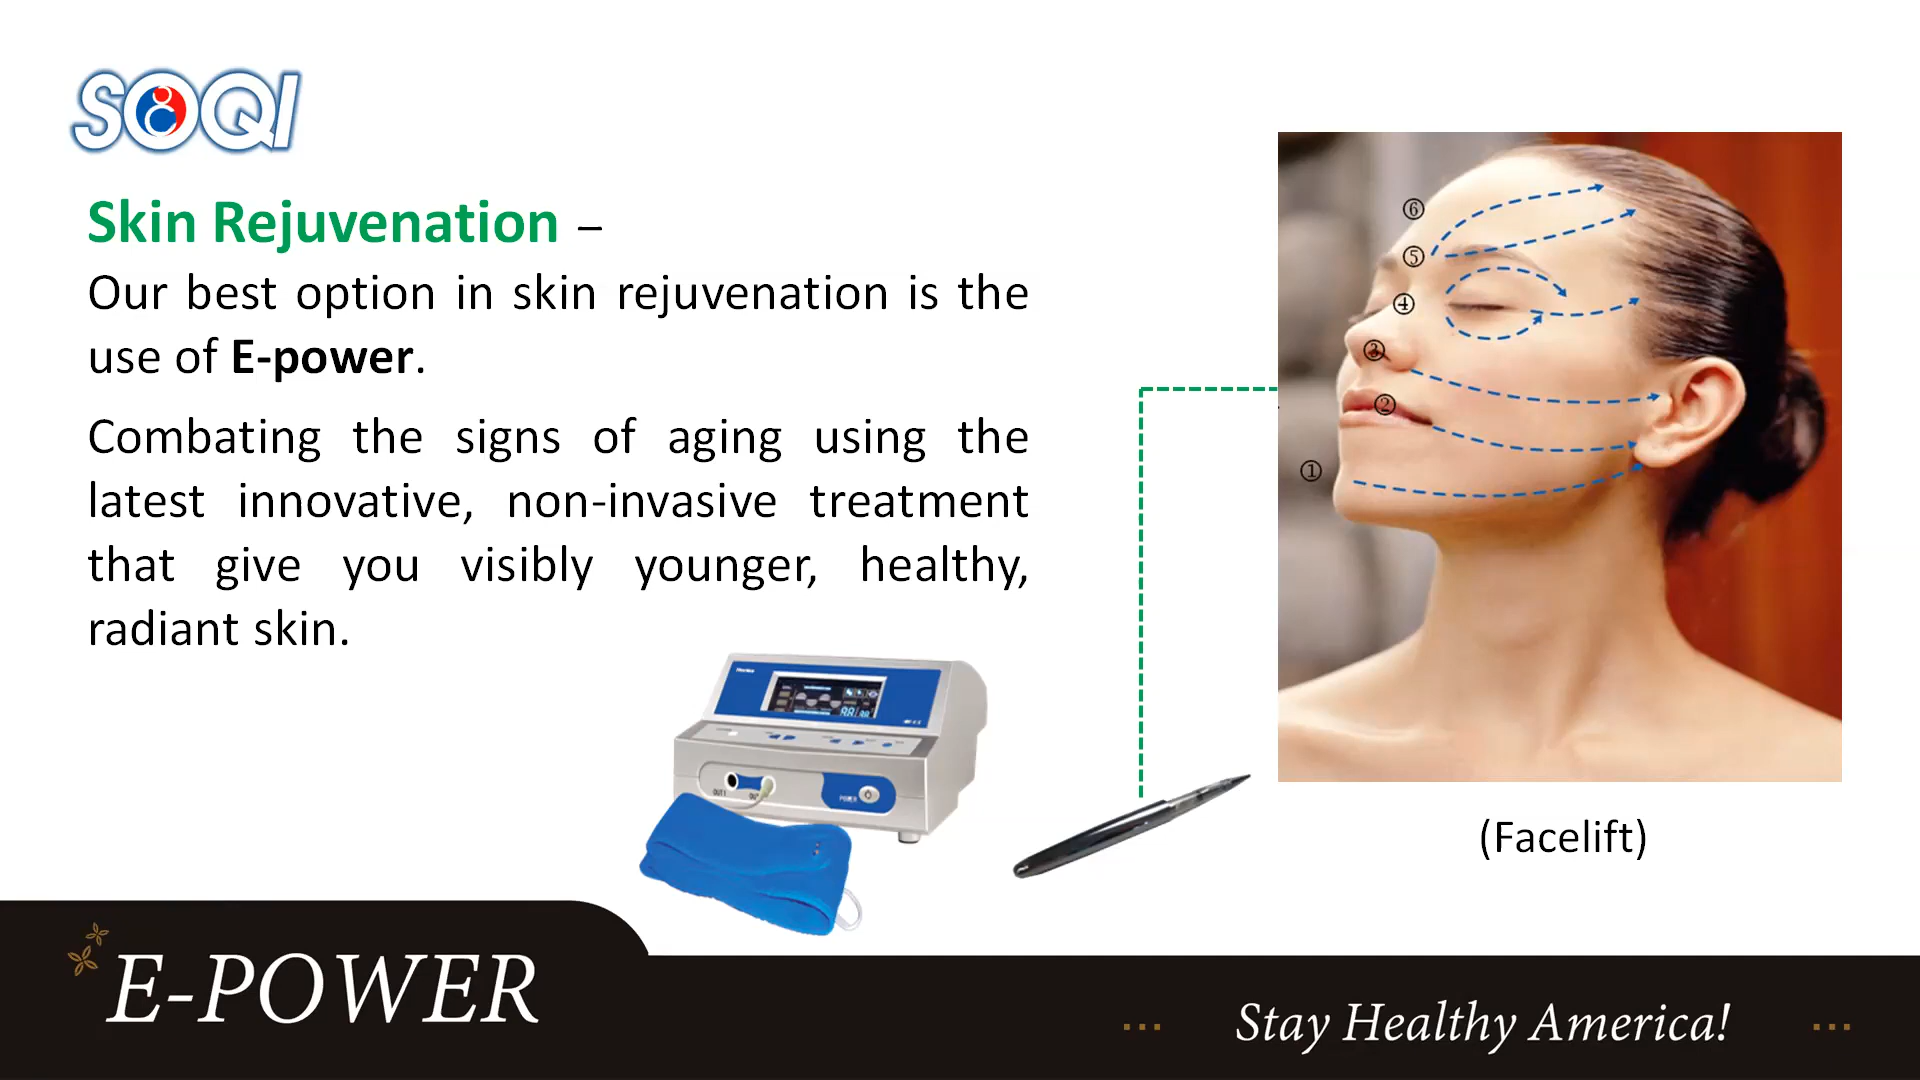 SOQI
Skin Rejuvenation –
Our best option in skin rejuvenation is the
use of E-power.
Combating the signs of aging using the
latest innovative, non-invasive treatment
that give you visibly younger, healthy,
radiant skin.
⑥
⑤
④
③
②
①
OUT1
POWER
(Facelift)
E-POWER
... Stay Healthy America! ...